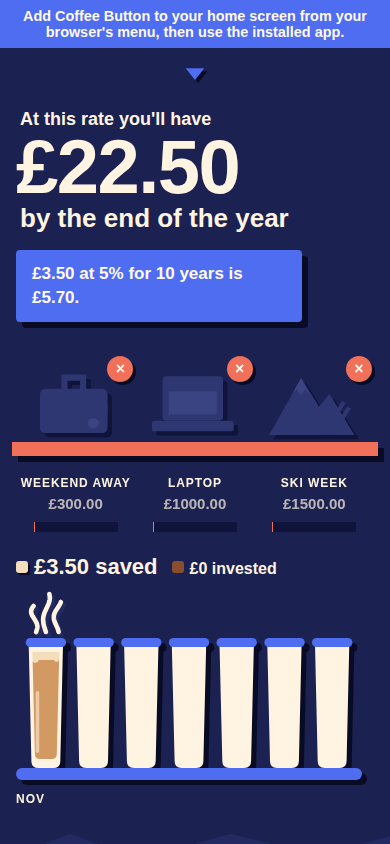 Add Coffee Button to your home screen from your
browser's menu, then use the installed app.
At this rate you'll have
£22.50
by the end of the year
£3.50 at 5% for 10 years is
£5.70.
× × ×
WEEKEND AWAY LAPTOP SKI WEEK
£300.00 £1000.00 £1500.00
£3.50 saved £0 invested
NOV